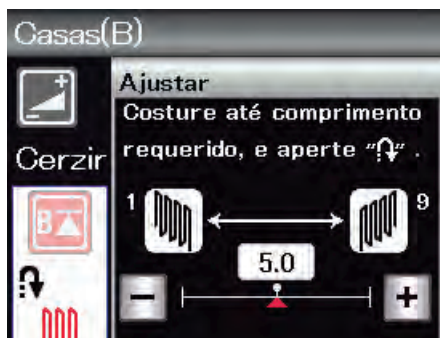 Casas(B)
Ajustar
Costure até comprimento
requerido, e aperte "".
Cerzir
B
1
9
5.0
− +